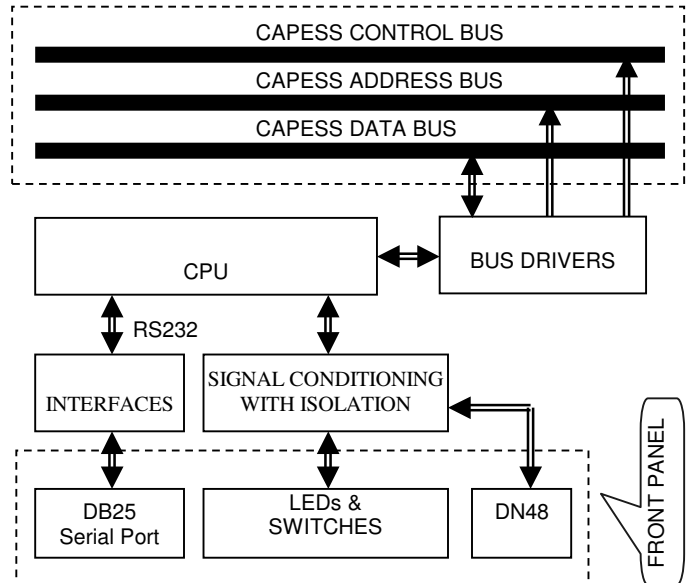 CAPESS CONTROL BUS
CAPESS ADDRESS BUS
CAPESS DATA BUS
CPU
BUS DRIVERS
RS232
INTERFACES
SIGNAL CONDITIONING
WITH ISOLATION
DB25
Serial Port
LEDs &
SWITCHES
DN48
FRONT PANEL